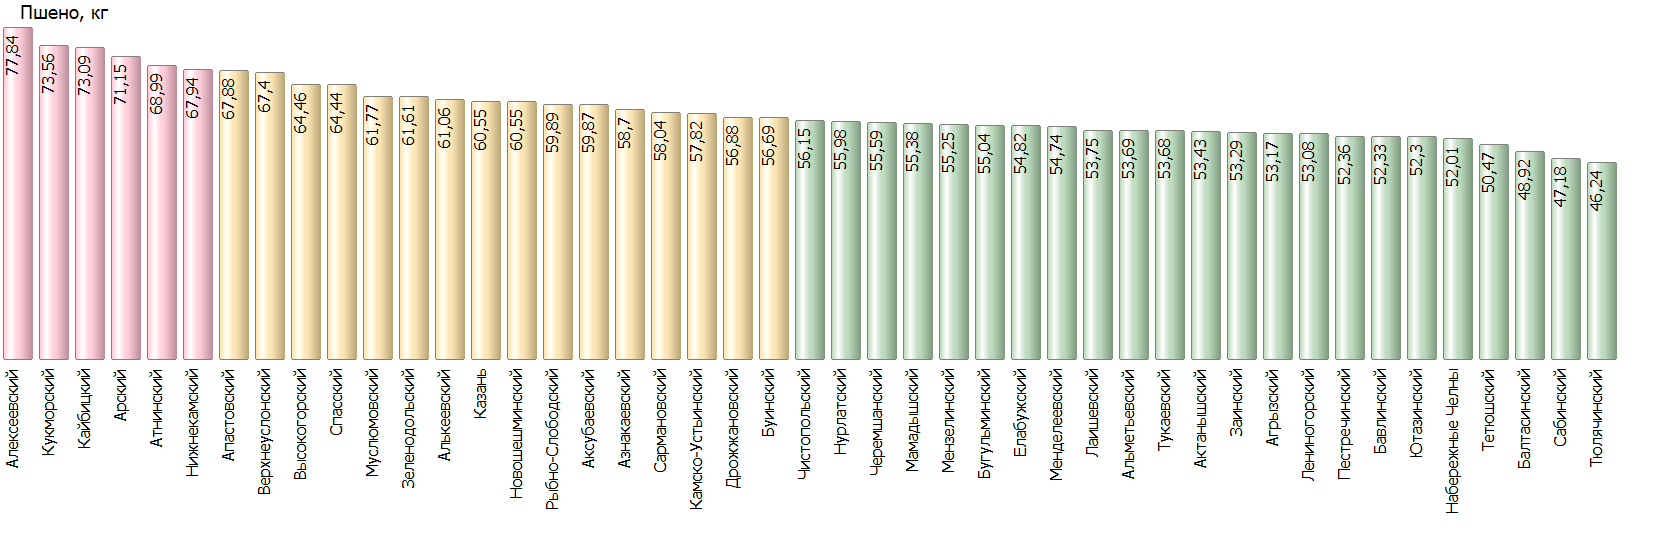 Пшено, кг
77,84
73,56
73,09
71,15
68,99
67,94
67,88
67,4
64,46
64,44
61,77
61,61
61,06
60,55
60,55
59,89
59,87
58,7
58,04
57,82
56,88
56,69
56,15
55,98
55,59
55,38
55,25
55,04
54,82
54,74
53,75
53,69
53,68
53,43
53,29
53,17
53,08
52,36
52,33
52,3
52,01
50,47
48,92
47,18
46,24
Алексеевский
Кукморский
Кайбицкий
Арский
Атнинский
Нижнекамский
Апастовский
Верхнеуслонский
Высокогорский
Спасский
Муслюмовский
Зеленодольский
Алькеевский
Казань
Новошешминский
Рыбно-Слободский
Аксубаевский
Азнакаевский
Сармановский
Камско-Устьинский
Дрожжановский
Буинский
Чистопольский
Нурлатский
Черемшанский
Мамадышский
Мензелинский
Бугульминский
Елабужский
Менделеевский
Лаишевский
Альметьевский
Тукаевский
Актанышский
Заинский
Агрызский
Лениногорский
Пестречинский
Бавлинский
Ютазинский
Набережные Челны
Тетюшский
Балтасинский
Сабинский
Тюлячинский